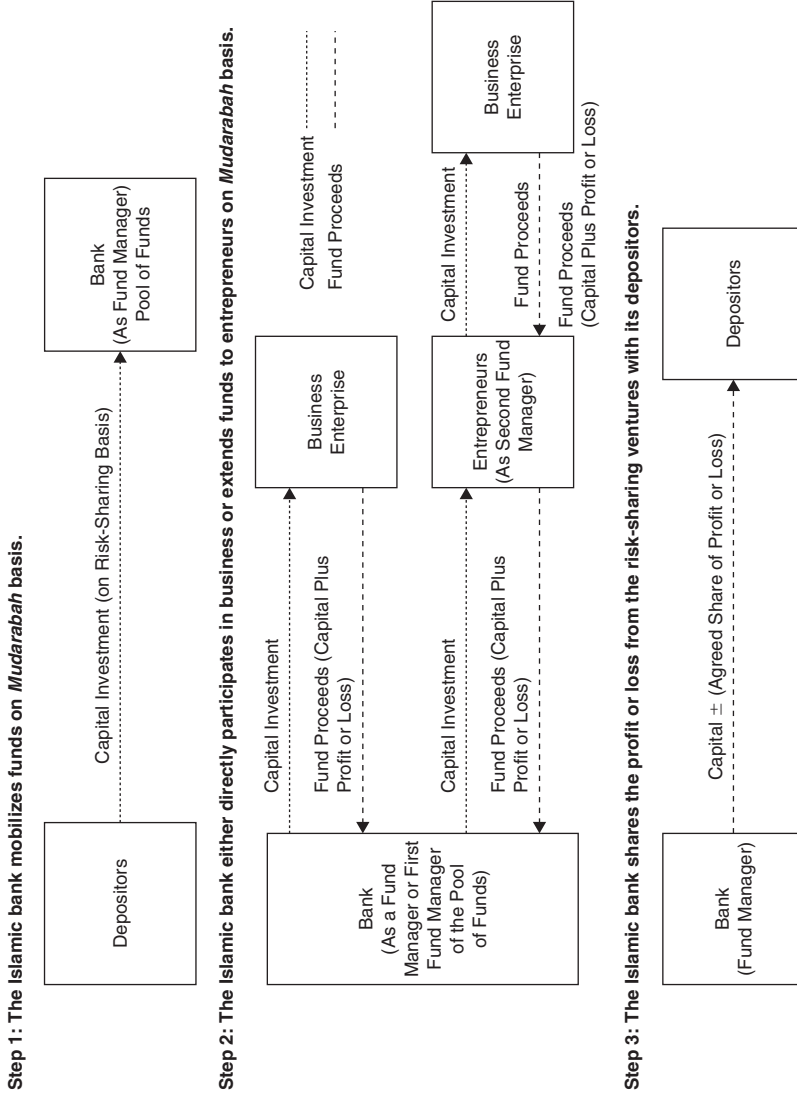 Step 1: The Islamic bank mobilizes funds on Mudarabah basis.
Depositors
Capital Investment (on Risk-Sharing Basis)
Bank
(As Fund Manager)
Pool of Funds
Step 2: The Islamic bank either directly participates in business or extends funds to entrepreneurs on Mudarabah basis.
Bank
(As a Fund
Manager or First
Fund Manager
of the Pool
of Funds)
Capital Investment
Fund Proceeds (Capital Plus
Profit or Loss)
Business
Enterprise
Capital Investment
Fund Proceeds
Capital Investment
Fund Proceeds (Capital Plus
Profit or Loss)
Entrepreneurs
(As Second Fund
Manager)
Capital Investment
Fund Proceeds
Fund Proceeds
(Capital Plus Profit or Loss)
Business
Enterprise
Step 3: The Islamic bank shares the profit or loss from the risk-sharing ventures with its depositors.
Bank
(Fund Manager)
Capital ± (Agreed Share of Profit or Loss)
Depositors